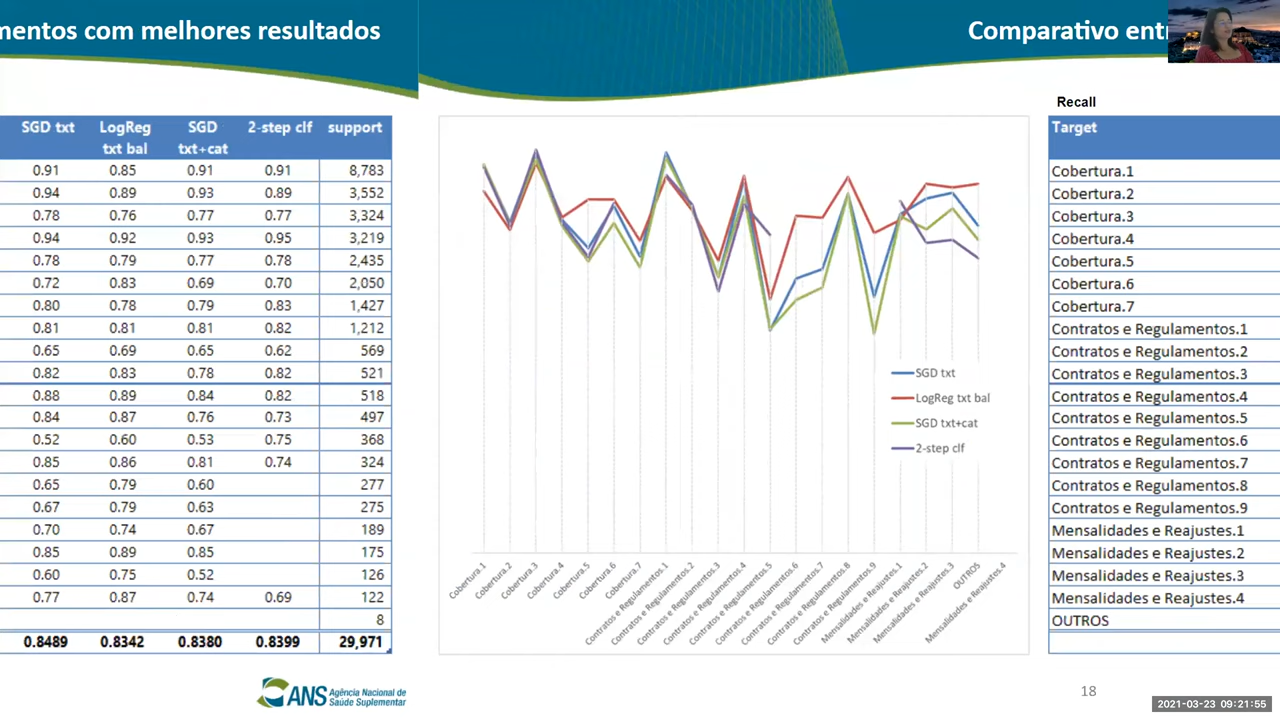 mentos com melhores resultados
SGD txt LogReg txt bal SGD txt+cat 2-step clf support
0.91 0.85 0.91 0.91 8,783
0.94 0.89 0.93 0.89 3,552
0.78 0.76 0.77 0.77 3,324
0.94 0.92 0.93 0.95 3,219
0.78 0.79 0.77 0.78 2,435
0.72 0.83 0.69 0.70 2,050
0.80 0.78 0.79 0.83 1,427
0.81 0.81 0.81 0.82 1,212
0.65 0.69 0.65 0.62 569
0.82 0.83 0.78 0.82 521
0.88 0.89 0.84 0.82 518
0.84 0.87 0.76 0.73 497
0.52 0.60 0.53 0.75 368
0.85 0.86 0.81 0.74 324
0.65 0.79 0.60 277
0.67 0.79 0.63 275
0.70 0.74 0.67 189
0.85 0.89 0.85 175
0.60 0.75 0.52 126
0.77 0.87 0.74 0.69 122
8
0.8489 0.8342 0.8380 0.8399 29,971
ANS Agência Nacional de
Saúde Suplementar
Comparativo ent
SGD txt
LogReg txt bal
SGD txt+cat
2-step clf
Cobertura.1
Cobertura.2
Cobertura.3
Cobertura.4
Cobertura.5
Cobertura.6
Cobertura.7
Contratos e Regulamentos.1
Contratos e Regulamentos.2
Contratos e Regulamentos.3
Contratos e Regulamentos.4
Contratos e Regulamentos.5
Contratos e Regulamentos.6
Contratos e Regulamentos.7
Contratos e Regulamentos.8
Contratos e Regulamentos.9
Mensalidades e Reajustes.1
Mensalidades e Reajustes.2
Mensalidades e Reajustes.3
OUTROS
Mensalidades e Reajustes.4
Recall
Target
Cobertura.1
Cobertura.2
Cobertura.3
Cobertura.4
Cobertura.5
Cobertura.6
Cobertura.7
Contratos e Regulamentos.1
Contratos e Regulamentos.2
Contratos e Regulamentos.3
Contratos e Regulamentos.4
Contratos e Regulamentos.5
Contratos e Regulamentos.6
Contratos e Regulamentos.7
Contratos e Regulamentos.8
Contratos e Regulamentos.9
Mensalidades e Reajustes.1
Mensalidades e Reajustes.2
Mensalidades e Reajustes.3
Mensalidades e Reajustes.4
OUTROS
18
2021-03-23 09:21:55